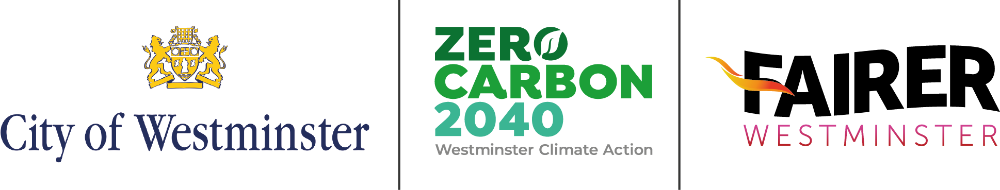 City of Westminster
ZERO
CARBON
2040
Westminster Climate Action
FAIRER
WESTMINSTER